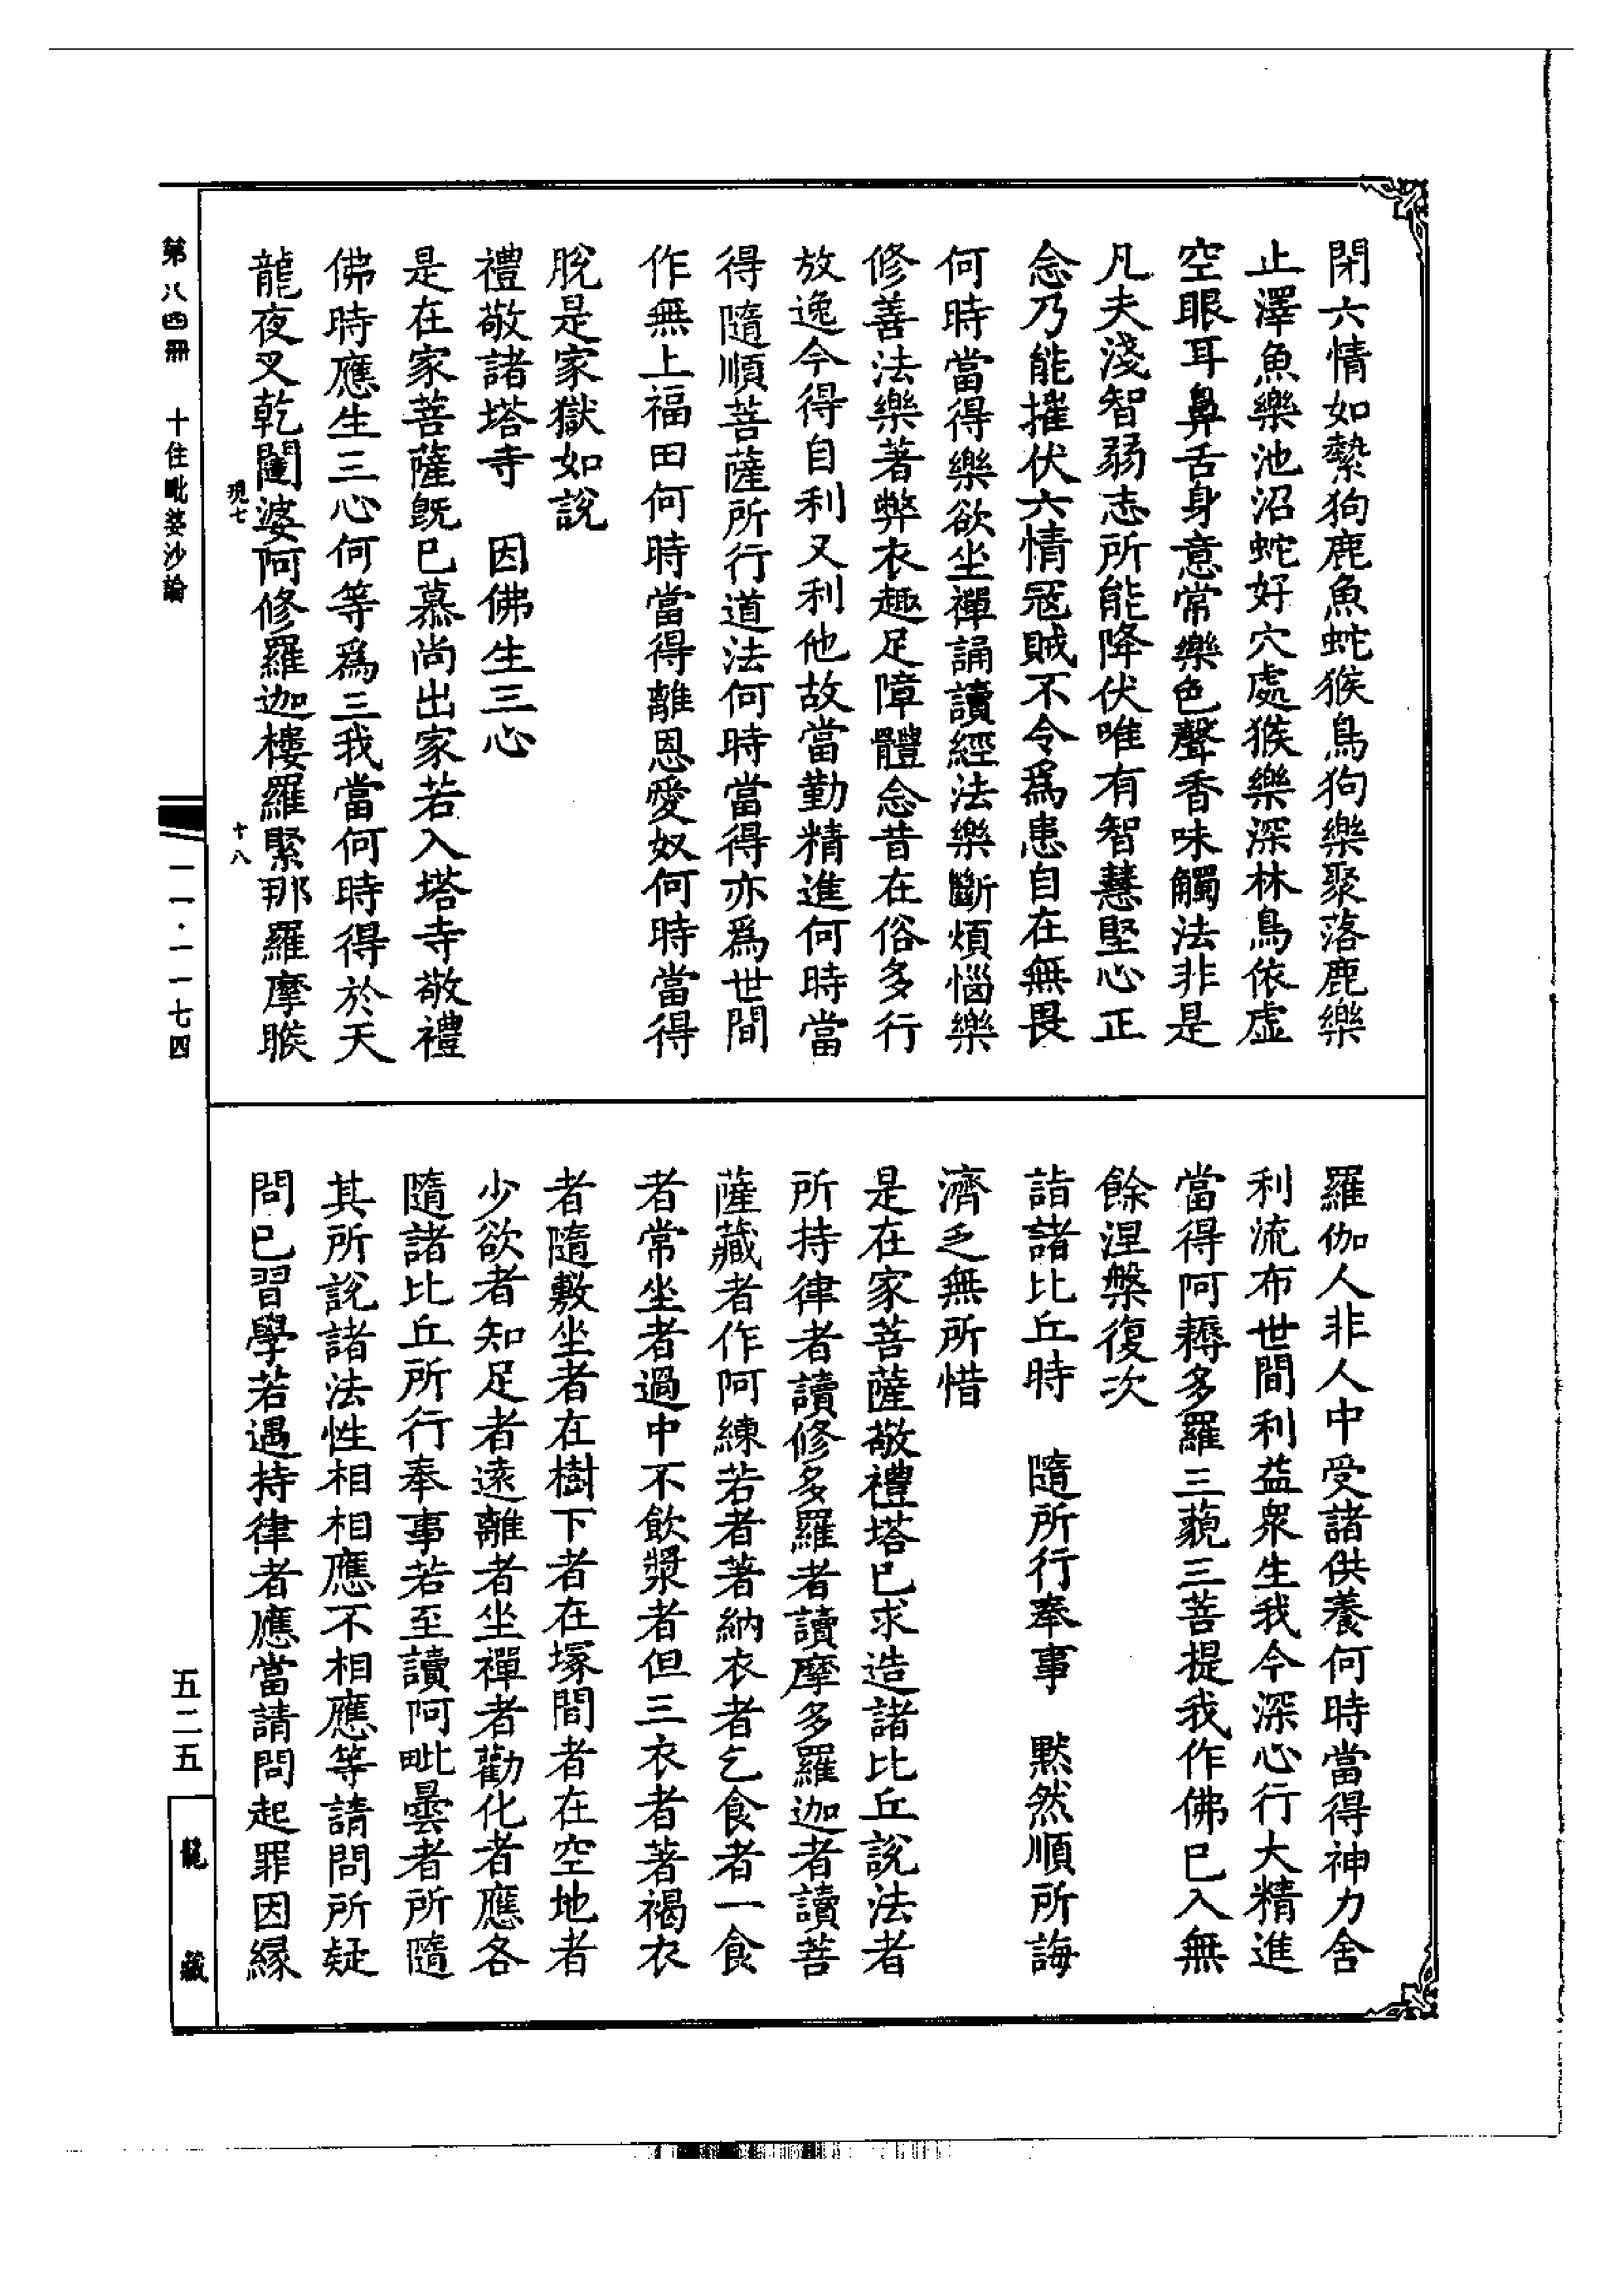 閉六情如縶狗鹿魚蛇猴鳥狗樂聚落鹿樂
止澤魚樂池沼蛇好穴處猴樂深林鳥依虛
空眼耳鼻舌身意常樂色聲香味觸法非是
凡夫淺智弱志所能降伏唯有智慧堅心正
念乃能摧伏六情冦賊不令爲患自在無畏
何時當得樂欲坐禪誦讀經法樂斷煩惱樂
修善法樂著弊衣趣足障體念昔在俗多行
放逸今得自利又利他故當勤精進何時當
得隨順菩薩所行道法何時當得亦爲世間
作無上福田何時當得離恩愛奴何時當得
脫是家獄如說
禮敬諸塔寺　因佛生三心
是在家菩薩旣已慕尚出家若入塔寺敬禮
佛時應生三心何等爲三我當何時得於天
龍夜叉乾闥婆阿修羅迦樓羅緊那羅摩睺
羅伽人非人中受諸供養何時當得神力舍
利流布世間利益衆生我今深心行大精進
當得阿耨多羅三藐三菩提我作佛已入無
餘涅槃復次
詣諸比丘時　隨所行奉事　默然順所誨
濟乏無所惜
是在家菩薩敬禮塔已求造諸比丘說法者
所持律者讀修多羅者讀摩多羅迦者讀菩
薩藏者作阿練若者著納衣者乞食者一食
者常坐者過中不飲漿者但三衣者著褐衣
者隨敷坐者在樹下者在塚間者在空地者
少欲者知足者遠離者坐禪者勸化者應各
隨諸比丘所行奉事若至讀阿毗曇者所隨
其所說諸法性相相應不相應等請問所疑
問已習學若遇持律者應當請問起罪因緣
現七
十八
第八四冊　十住毗婆沙論
一一·一一七四
五二五
龍藏